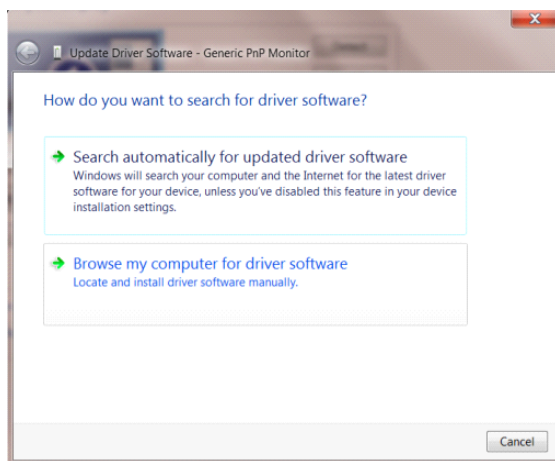 Update Driver Software - Generic PnP Monitor
How do you want to search for driver software?
Search automatically for updated driver software
Windows will search your computer and the Internet for the latest driver
software for your device, unless you've disabled this feature in your device
installation settings.
Browse my computer for driver software
Locate and install driver software manually.
Cancel